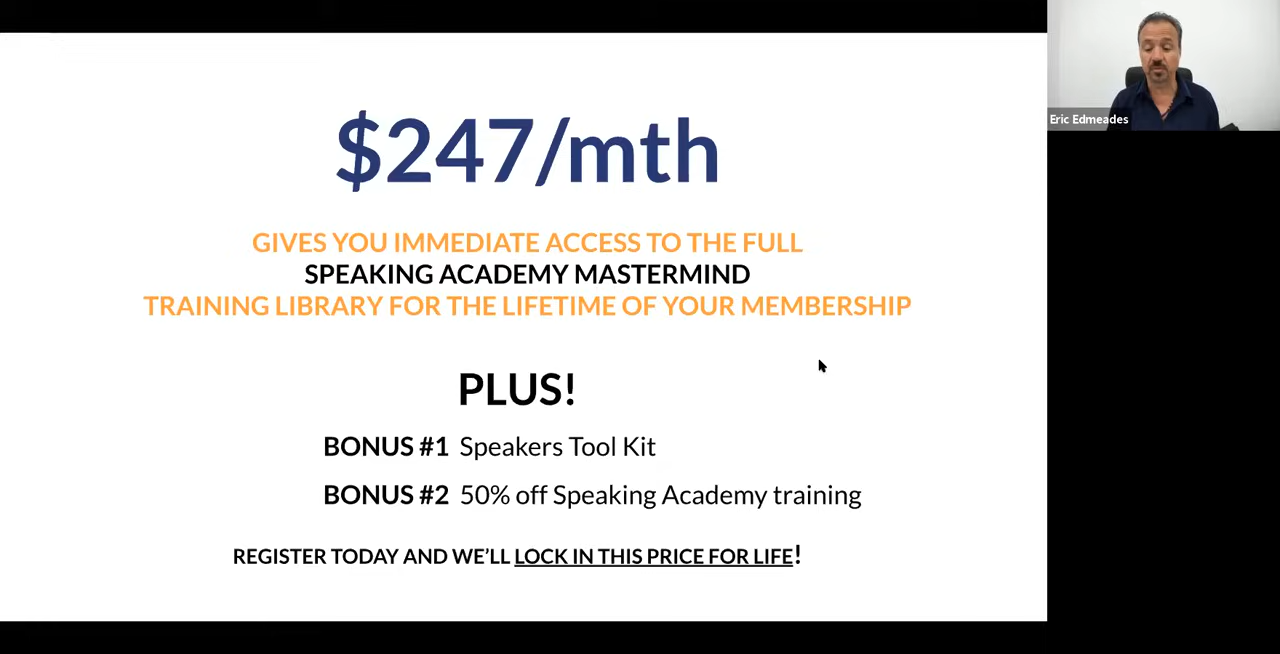 $247/mth
GIVES YOU IMMEDIATE ACCESS TO THE FULL
SPEAKING ACADEMY MASTERMIND
TRAINING LIBRARY FOR THE LIFETIME OF YOUR MEMBERSHIP
PLUS!
BONUS #1 Speakers Tool Kit
BONUS #2 50% off Speaking Academy training
REGISTER TODAY AND WE'LL LOCK IN THIS PRICE FOR LIFE!
Eric Edmeades